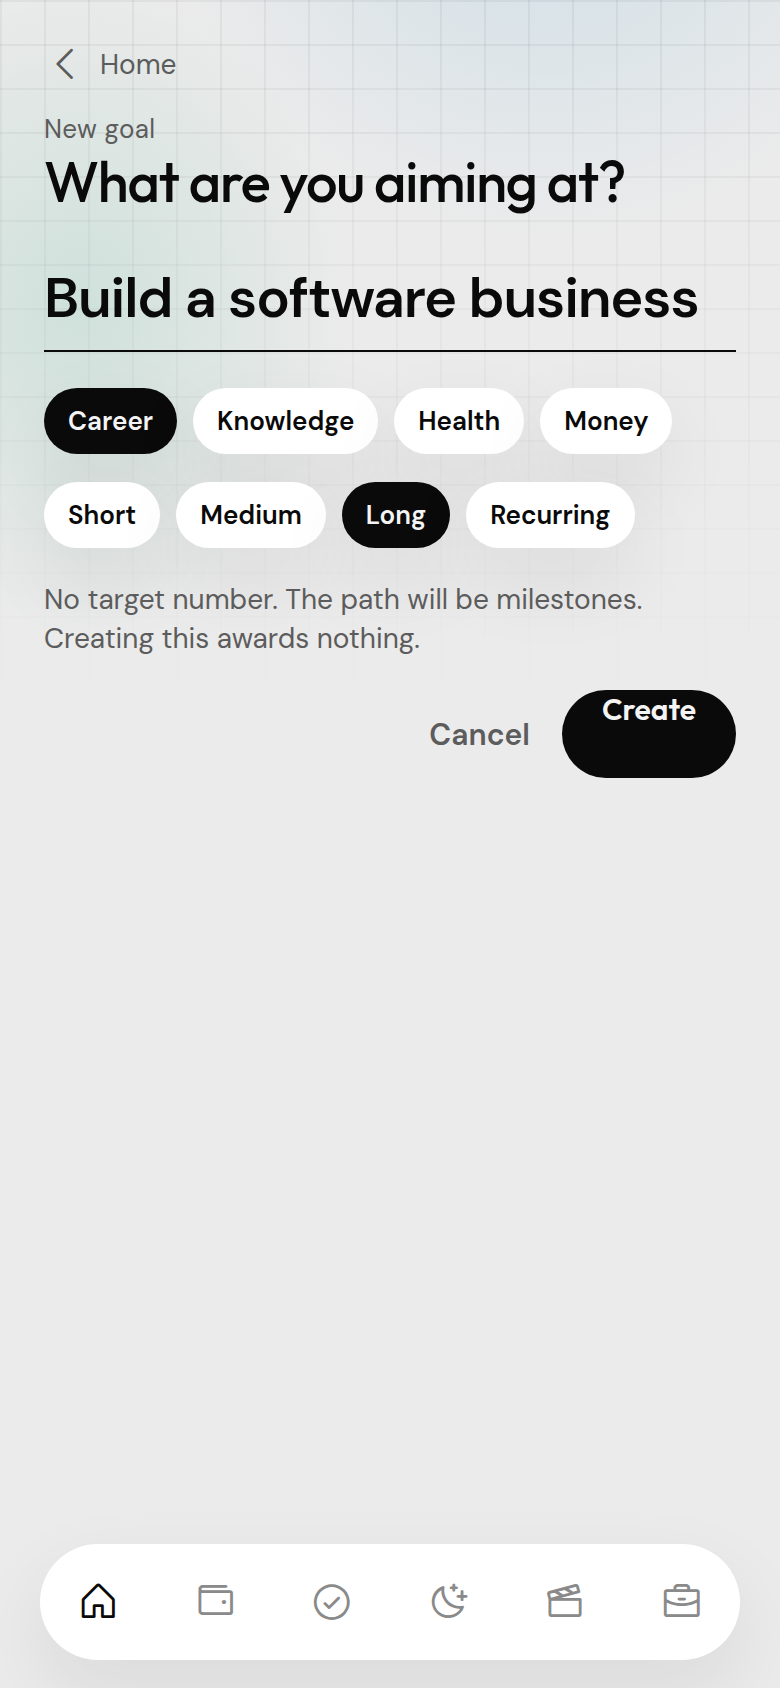 Home
New goal
What are you aiming at?
Build a software business
Career Knowledge Health Money
Short Medium Long Recurring
No target number. The path will be milestones.
Creating this awards nothing.
Cancel Create